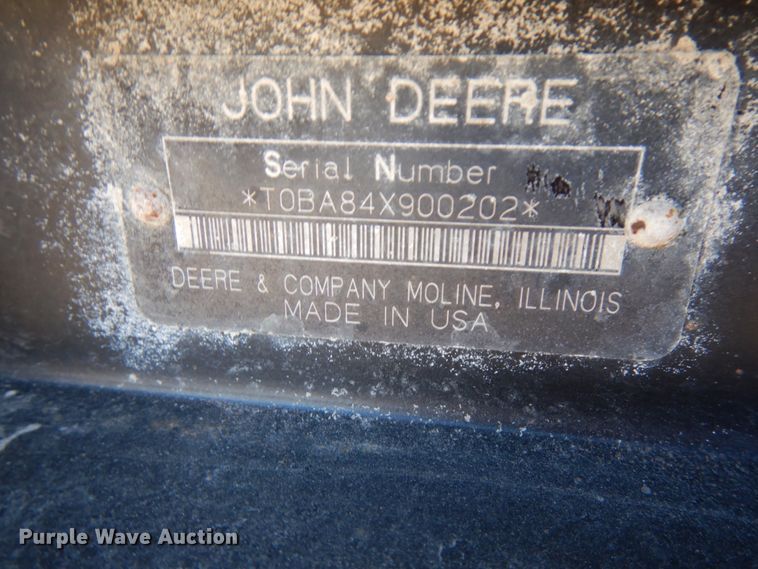 JOHN DEERE
Serial Number
*T0BA84X900202*
DEERE & COMPANY MOLINE, ILLINOIS
MADE IN USA
Purple Wave Auction